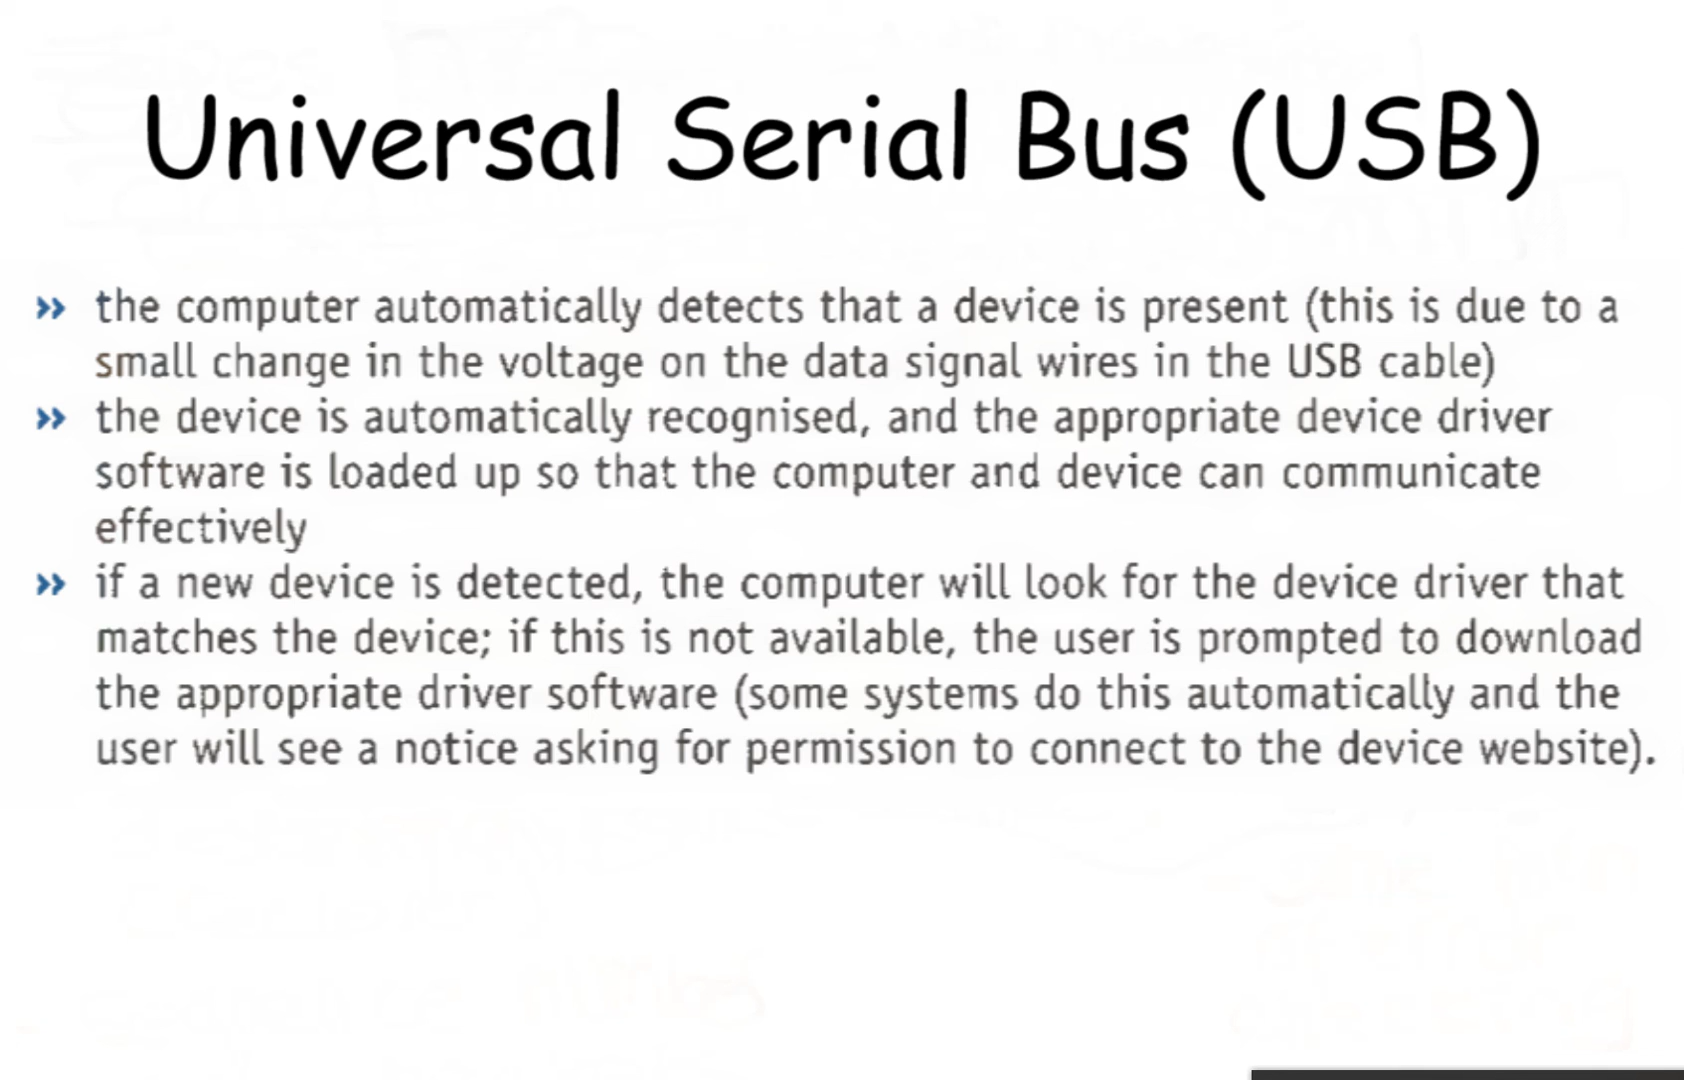 Universal Serial Bus (USB)
» the computer automatically detects that a device is present (this is due to a
small change in the voltage on the data signal wires in the USB cable)
» the device is automatically recognised, and the appropriate device driver
software is loaded up so that the computer and device can communicate
effectively
» if a new device is detected, the computer will look for the device driver that
matches the device; if this is not available, the user is prompted to download
the appropriate driver software (some systems do this automatically and the
user will see a notice asking for permission to connect to the device website).